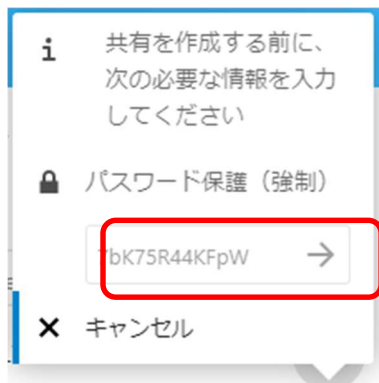 共有を作成する前に、
次の必要な情報を入力
してください
パスワード保護（強制）
7bK75R44KFpW
キャンセル